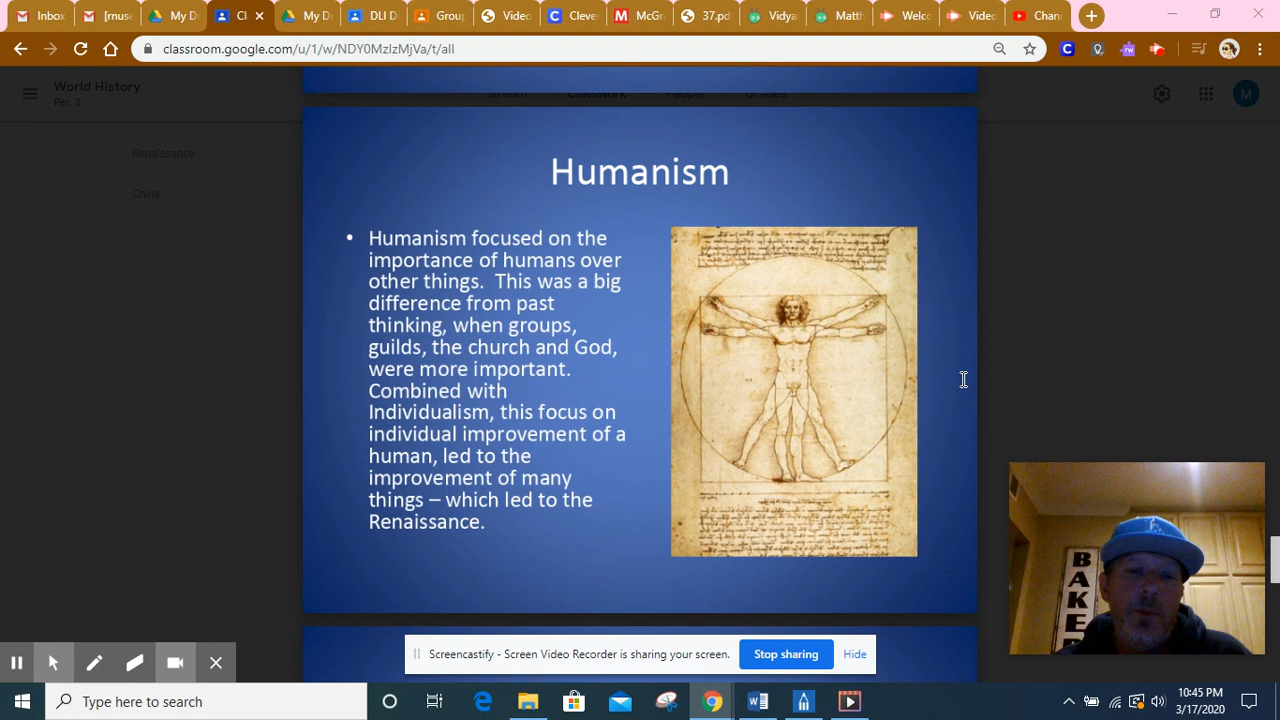 Inbox
[rnuse
My D
Cl
My D
DLI D
Group
Video
Clever
McGr
37.pd
Vidya
Matth
Welco
Video
Chan
classroom.google.com/u/1/w/NDY0MzIzMjVa/t/all
World History
Per. 2
Stream Classwork People Grades
M
Renaissance
China
Humanism
• Humanism focused on the
importance of humans over
other things. This was a big
difference from past
thinking, when groups,
guilds, the church and God,
were more important.
Combined with
Individualism, this focus on
individual improvement of a
human, led to the
improvement of many
things – which led to the
Renaissance.
BAKE
Screencastify - Screen Video Recorder is sharing your screen.
Stop sharing
Hide
Type here to search
10:45 PM
3/17/2020